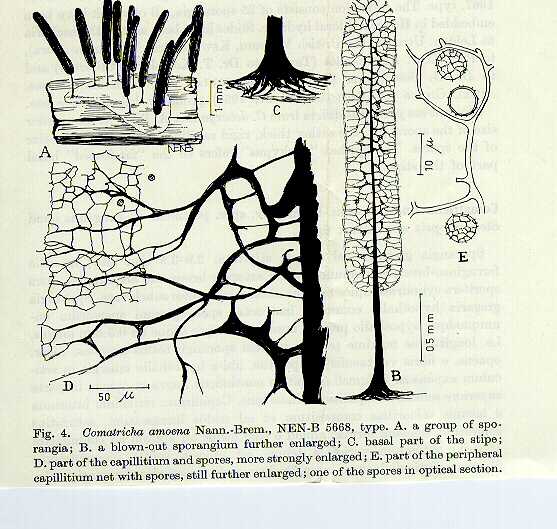 1 mm
A
NENB
C
10 μ
E
D
50 μ
B
0.5 mm
Fig. 4. Comatricha amoena Nann.-Brem., NEN-B 5668, type. A. a group of spo-
rangia; B. a blown-out sporangium further enlarged; C. basal part of the stipe;
D. part of the capillitium and spores, more strongly enlarged; E. part of the peripheral
capillitium net with spores, still further enlarged; one of the spores in optical section.